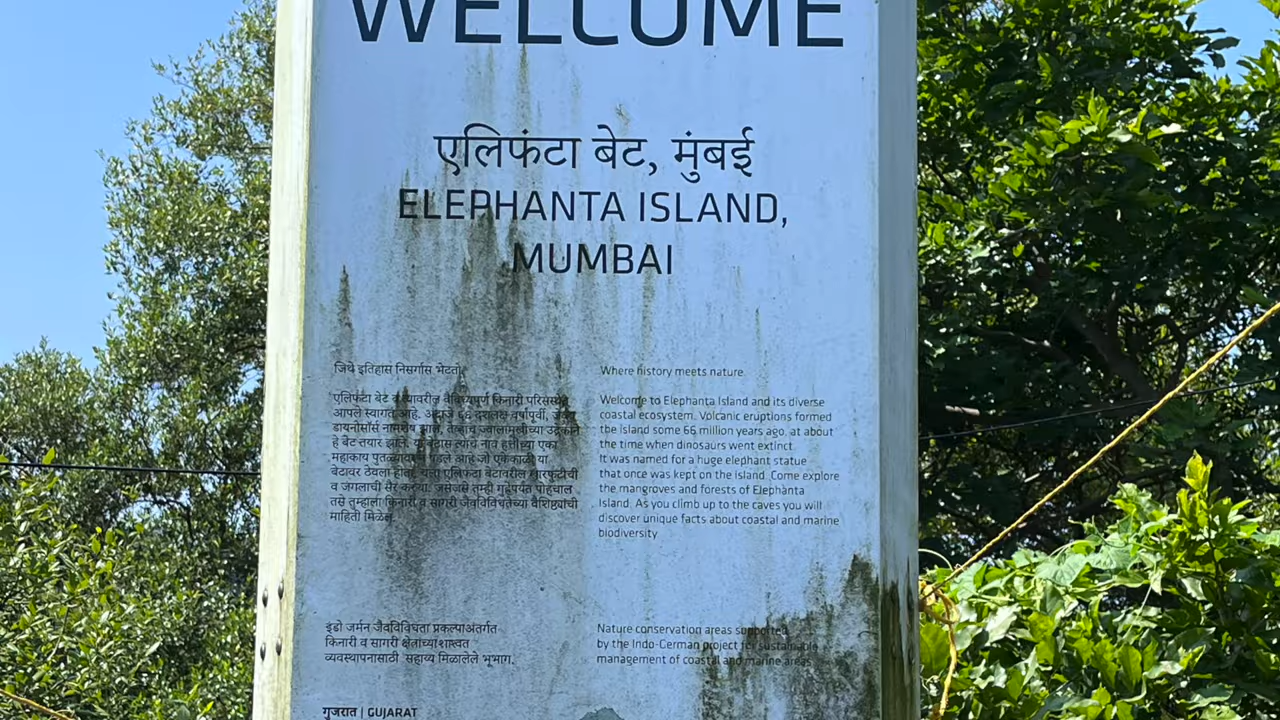 WELCOME
एलिफंटा बेट, मुंबई
ELEPHANTA ISLAND,
MUMBAI
जिथे इतिहास निसर्गास भेटतो
एलिफंटा बेट व त्यावरील वैविध्यपूर्ण किनारी परिसंस्थेत
आपले स्वागत आहे. अंदाजे ६६ दशलक्ष वर्षांपूर्वी, जेव्हा
डायनोसॉर्स नामशेष झाले, तेव्हाच ज्वालामुखीच्या उद्रेकाने
हे बेट तयार झाले. या बेटास त्याचे नाव हत्तीच्या एका
महाकाय पुतळ्यावरून पडले आहे जो एकेकाळी या
बेटावर ठेवला होता. चला एलिफंटा बेटावरील खारफुटीची
व जंगलाची सैर करूया. जसजसे तुम्ही गुहेपर्यंत पोहचाल
तसे तुम्हाला किनारी व सागरी जैवविविधतेच्या वैशिष्ट्यांची
माहिती मिळेल.
Where history meets nature.
Welcome to Elephanta Island and its diverse
coastal ecosystem. Volcanic eruptions formed
the island some 66 million years ago, at about
the time when dinosaurs went extinct.
It was named for a huge elephant statue
that once was kept on the island. Come explore
the mangroves and forests of Elephanta
Island. As you climb up to the caves you will
discover unique facts about coastal and marine
biodiversity
इंडो जर्मन जैवविविधता प्रकल्पाअंतर्गत
किनारी व सागरी क्षेत्रांच्या शाश्वत
व्यवस्थापनासाठी सहाय्य मिळालेले भूभाग.
Nature conservation areas supported
by the Indo-German project for sustainable
management of coastal and marine areas
गुजरात | GUJARAT